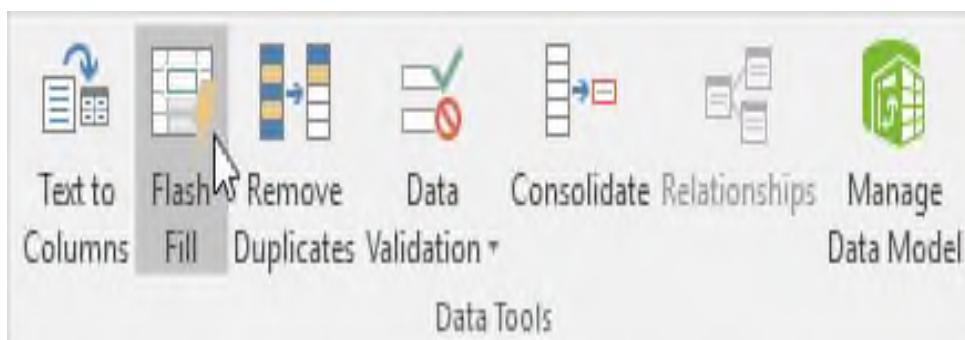 Text to Columns
Flash Fill
Remove Duplicates
Data Validation
Consolidate
Relationships
Manage Data Model
Data Tools